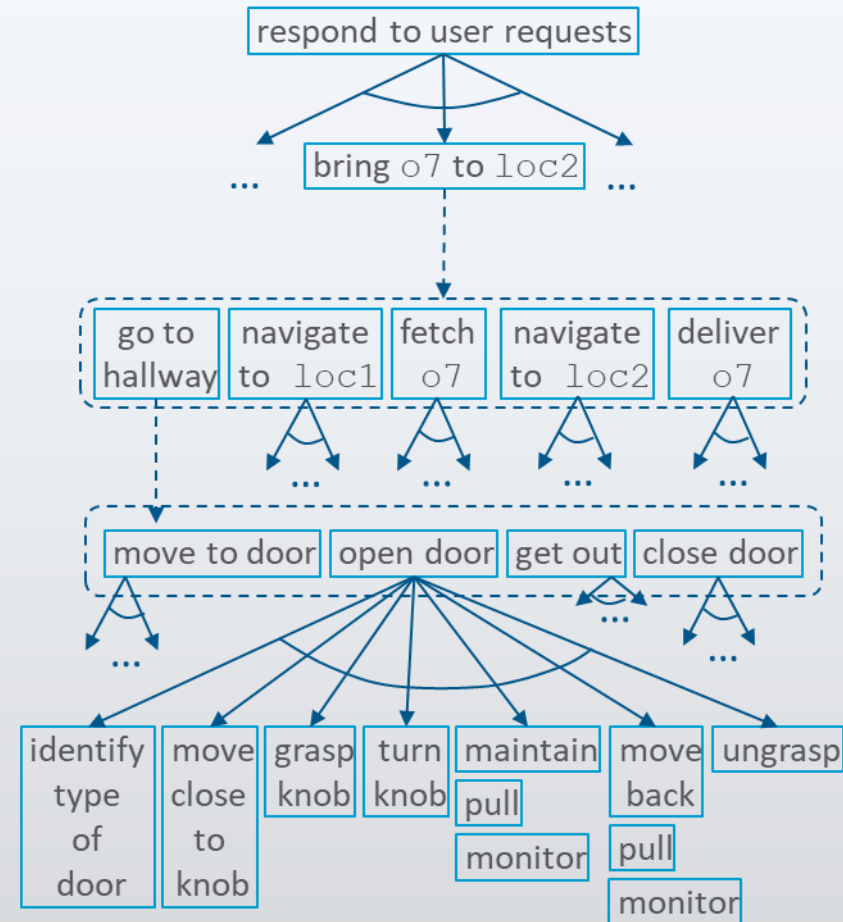 respond to user requests
... bring o7 to loc2 ...
go to
hallway
navigate
to loc1
fetch
o7
navigate
to loc2
deliver
o7
... ... ... ...
move to door
open door
get out
close door
... ... ...
identify
type
of
door
move
close
to
knob
grasp
knob
turn
knob
maintain
pull
monitor
move
back
pull
monitor
ungrasp